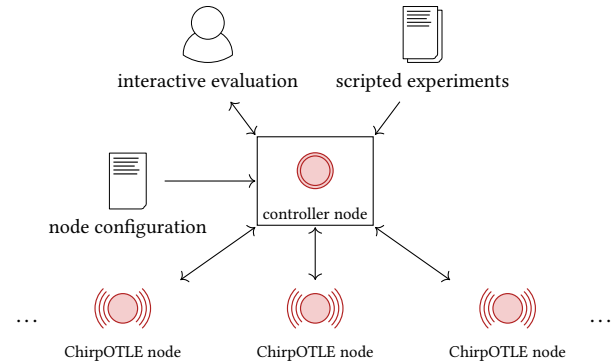 interactive evaluation
scripted experiments
node configuration
controller node
... ...
ChirpOTLE node ChirpOTLE node ChirpOTLE node